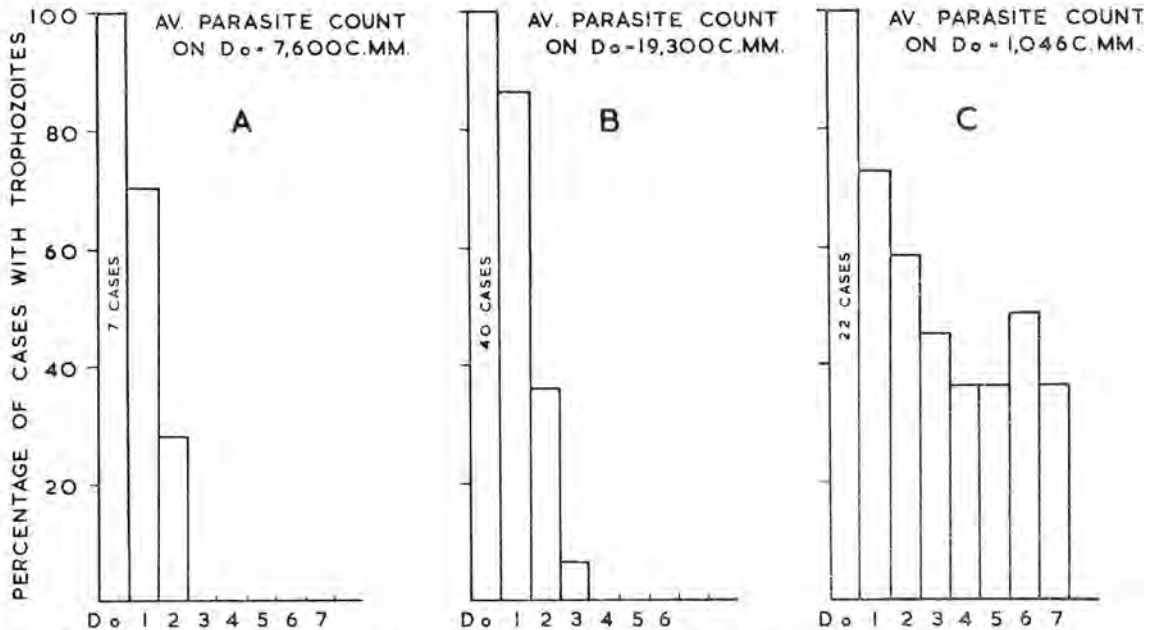 PERCENTAGE OF CASES WITH TROPHOZOITES
100
80
60
40
20
AV. PARASITE COUNT
ON Do - 7,600 C.MM.
A
7 CASES
Do 1 2 3 4 5 6 7
AV. PARASITE COUNT
ON Do - 19,300 C.MM.
B
40 CASES
Do 1 2 3 4 5 6
AV. PARASITE COUNT
ON Do - 1,046 C.MM.
C
22 CASES
Do 1 2 3 4 5 6 7